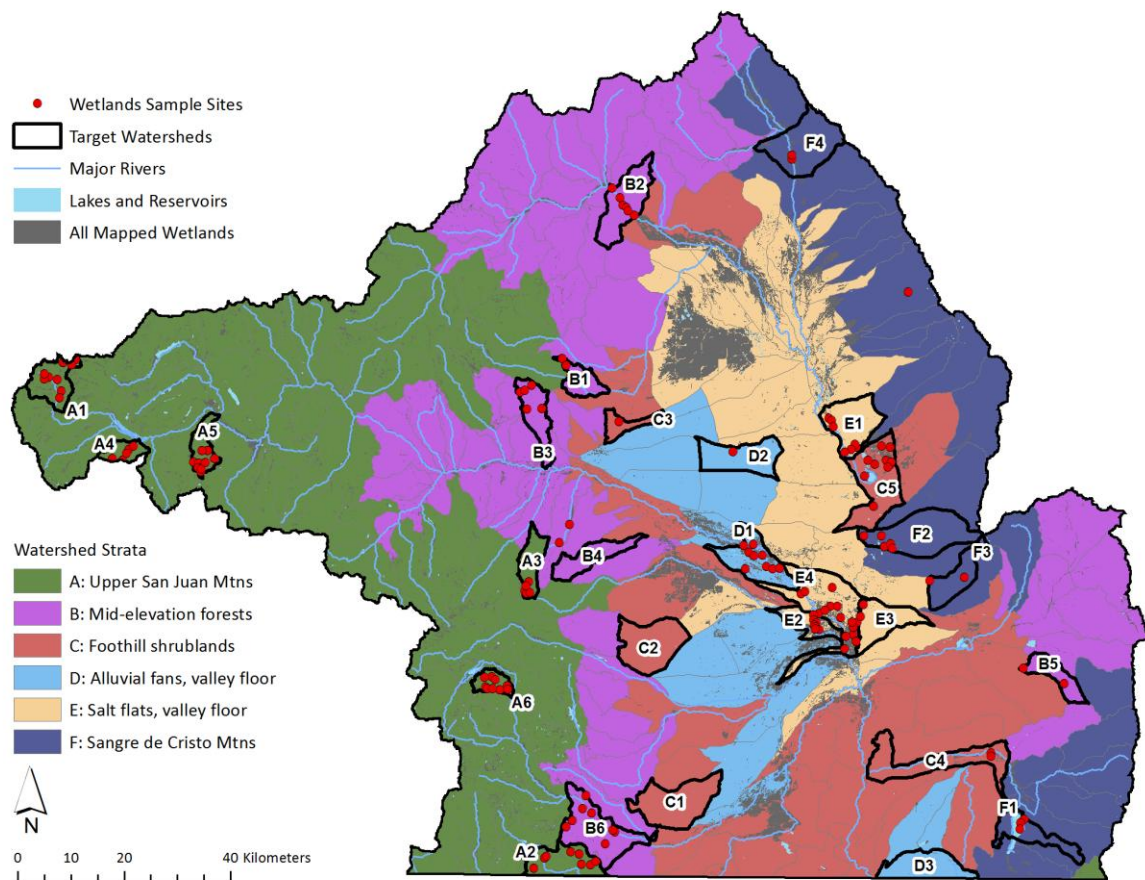 Wetlands Sample Sites
Target Watersheds
Major Rivers
Lakes and Reservoirs
All Mapped Wetlands
F4
B2
A1
A4
A5
B1
B3
C3
D2
E1
C5
F2
F3
D1
E4
A3
B4
E2
E3
C2
B5
A6
C4
C1
F1
B6
A2
D3
Watershed Strata
A: Upper San Juan Mtns
B: Mid-elevation forests
C: Foothill shrublands
D: Alluvial fans, valley floor
E: Salt flats, valley floor
F: Sangre de Cristo Mtns
N
0 10 20 40 Kilometers